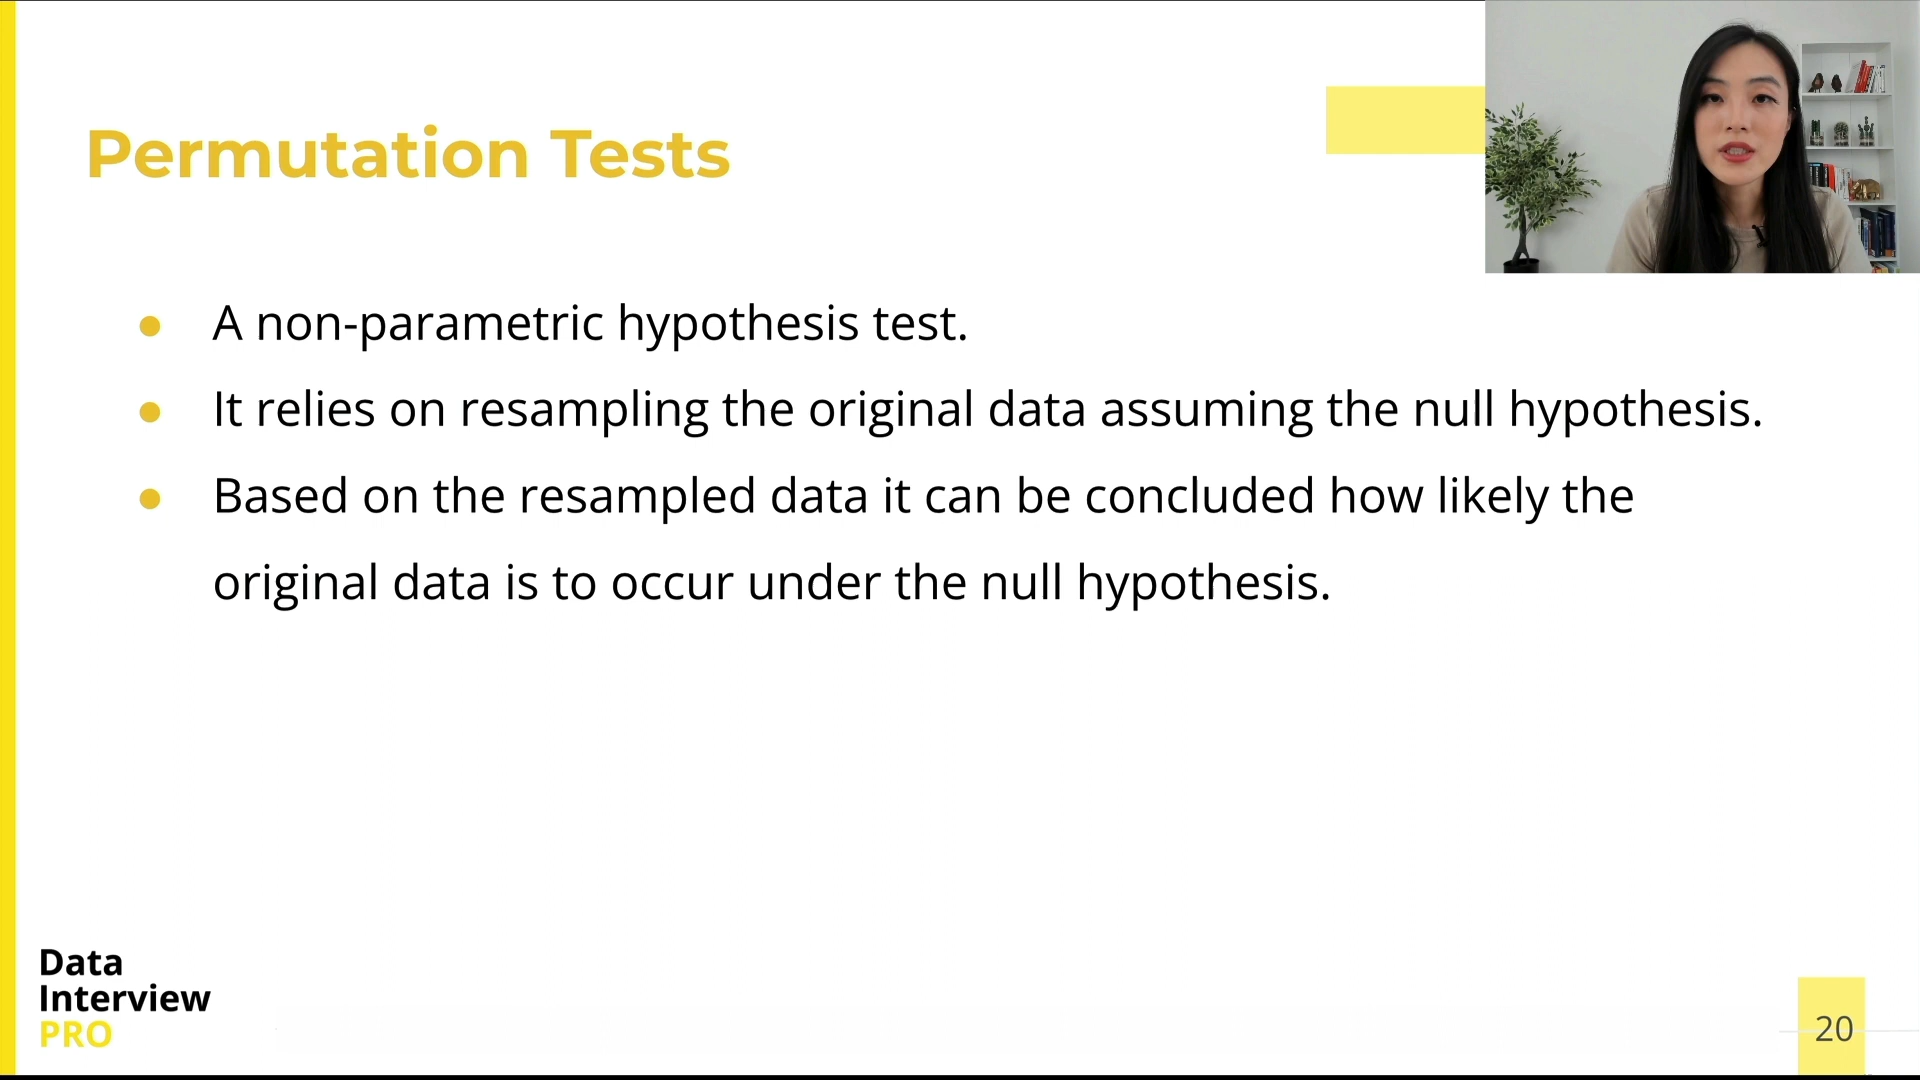 Permutation Tests
● A non-parametric hypothesis test.
● It relies on resampling the original data assuming the null hypothesis.
● Based on the resampled data it can be concluded how likely the
original data is to occur under the null hypothesis.
Data
Interview
PRO
20